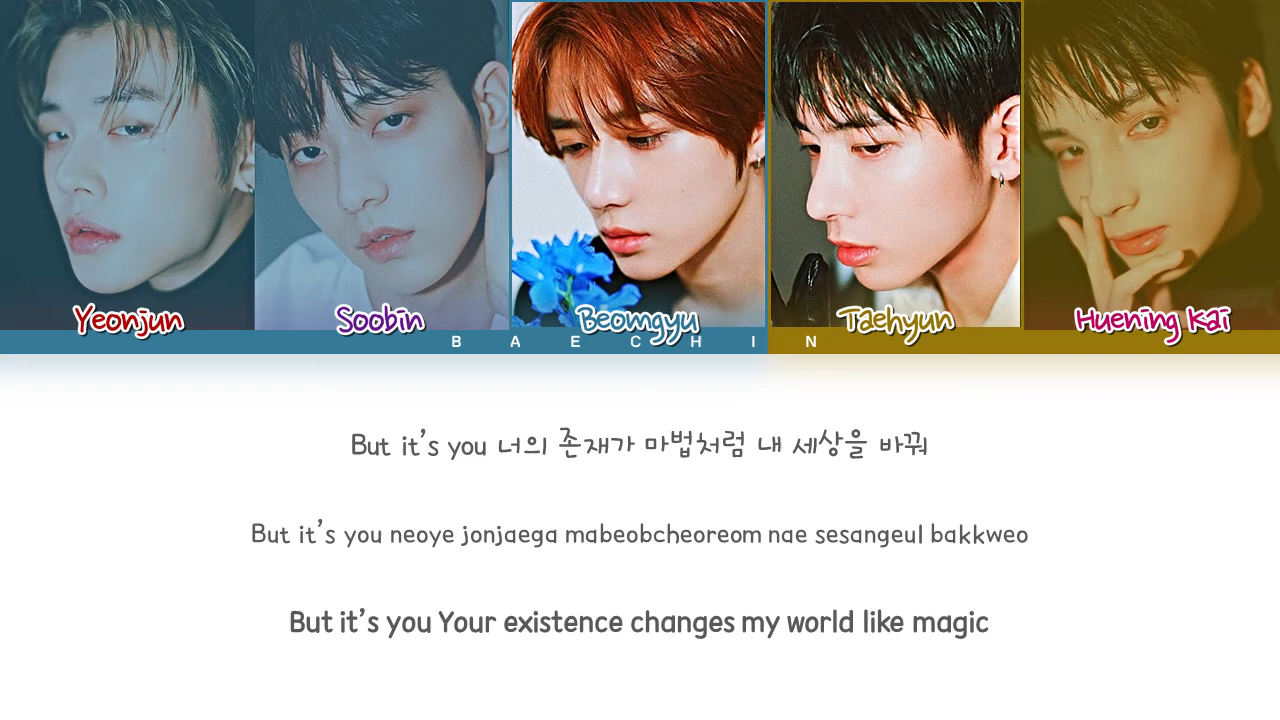 Yeonjun Soobin Beomgyu Taehyun Huening Kai
B A E C H I N
But it's you 너의 존재가 마법처럼 내 세상을 바꿔
But it's you neoye jonjaega mabeobcheoreom nae sesangeul bakkweo
But it's you Your existence changes my world like magic